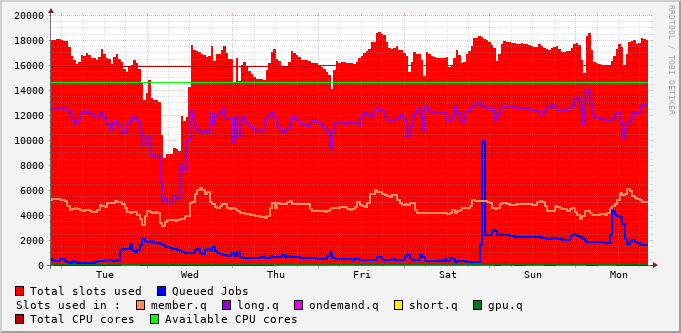 20000
18000
16000
14000
12000
10000
8000
6000
4000
2000
0
Tue Wed Thu Fri Sat Sun Mon
RRDTOOL / TOBI OETIKER
Total slots used Queued Jobs
Slots used in : member.q long.q ondemand.q short.q gpu.q
Total CPU cores Available CPU cores